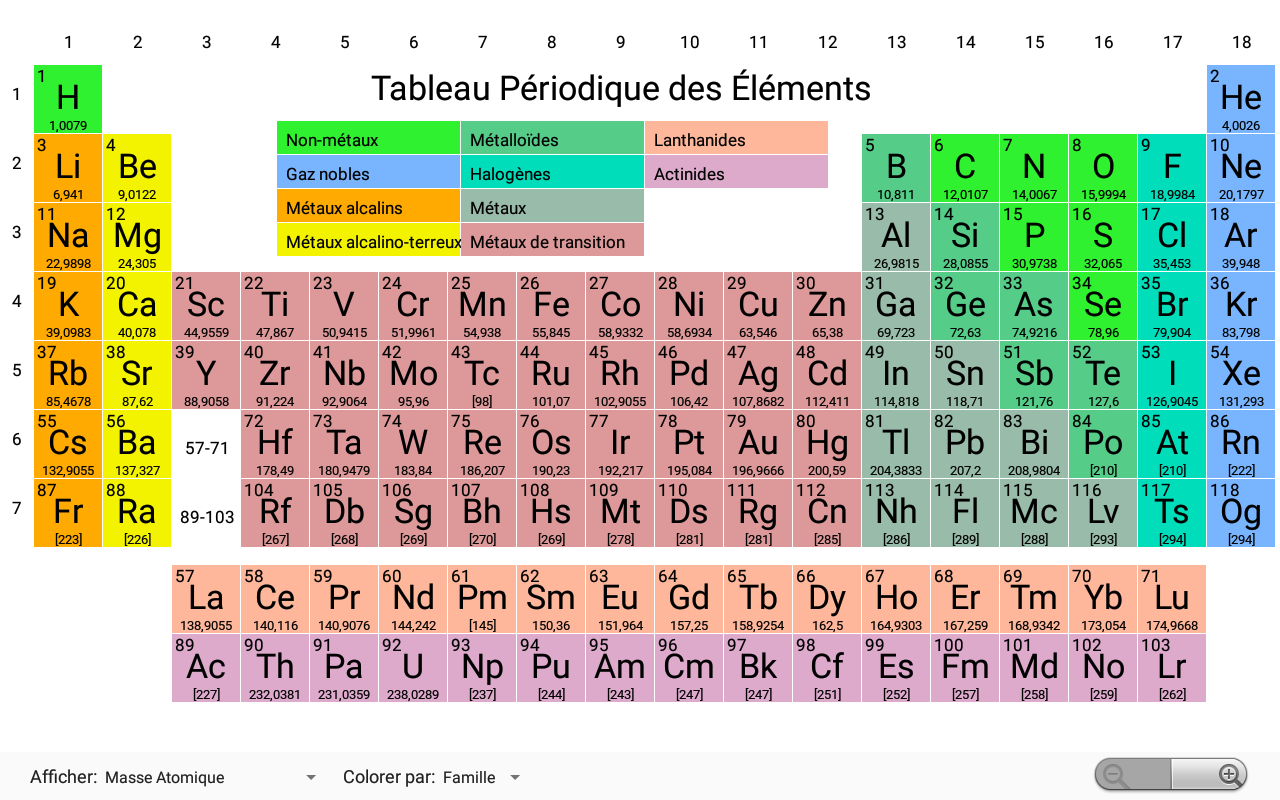 1 2 3 4 5 6 7 8 9 10 11 12 13 14 15 16 17 18
Tableau Périodique des Éléments
Non-métaux Métalloïdes Lanthanides
Gaz nobles Halogènes Actinides
Métaux alcalins Métaux
Métaux alcalino-terreux Métaux de transition
1 2
1 H He
1,0079 4,0026
3 4 5 6 7 8 9 10
2 Li Be B C N O F Ne
6,941 9,0122 10,811 12,0107 14,0067 15,9994 18,9984 20,1797
11 12 13 14 15 16 17 18
3 Na Mg Al Si P S Cl Ar
22,9898 24,305 26,9815 28,0855 30,9738 32,065 35,453 39,948
19 20 21 22 23 24 25 26 27 28 29 30 31 32 33 34 35 36
4 K Ca Sc Ti V Cr Mn Fe Co Ni Cu Zn Ga Ge As Se Br Kr
39,0983 40,078 44,9559 47,867 50,9415 51,9961 54,938 55,845 58,9332 58,6934 63,546 65,38 69,723 72,63 74,9216 78,96 79,904 83,798
37 38 39 40 41 42 43 44 45 46 47 48 49 50 51 52 53 54
5 Rb Sr Y Zr Nb Mo Tc Ru Rh Pd Ag Cd In Sn Sb Te I Xe
85,4678 87,62 88,9058 91,224 92,9064 95,96 [98] 101,07 102,9055 106,42 107,8682 112,411 114,818 118,71 121,76 127,6 126,9045 131,293
55 56 72 73 74 75 76 77 78 79 80 81 82 83 84 85 86
6 Cs Ba 57-71 Hf Ta W Re Os Ir Pt Au Hg Tl Pb Bi Po At Rn
132,9055 137,327 178,49 180,9479 183,84 186,207 190,23 192,217 195,084 196,9666 200,59 204,3833 207,2 208,9804 [210] [210] [222]
87 88 104 105 106 107 108 109 110 111 112 113 114 115 116 117 118
7 Fr Ra 89-103 Rf Db Sg Bh Hs Mt Ds Rg Cn Nh Fl Mc Lv Ts Og
[223] [226] [267] [268] [269] [270] [269] [278] [281] [281] [285] [286] [289] [288] [293] [294] [294]
57 58 59 60 61 62 63 64 65 66 67 68 69 70 71
La Ce Pr Nd Pm Sm Eu Gd Tb Dy Ho Er Tm Yb Lu
138,9055 140,116 140,9076 144,242 [145] 150,36 151,964 157,25 158,9254 162,5 164,9303 167,259 168,9342 173,054 174,9668
89 90 91 92 93 94 95 96 97 98 99 100 101 102 103
Ac Th Pa U Np Pu Am Cm Bk Cf Es Fm Md No Lr
[227] 232,0381 231,0359 238,0289 [237] [244] [243] [247] [247] [251] [252] [257] [258] [259] [262]
Afficher: Masse Atomique Colorer par: Famille